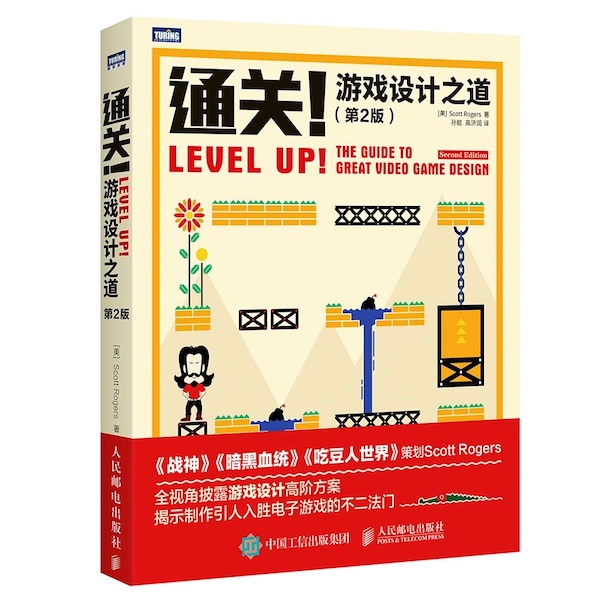 TURING
图灵教育
通关!
LEVEL UP!
游戏设计之道
第2版
[美] Scott Rogers 著
人民邮电出版社
通关!
游戏设计之道
(第2版)
[美] Scott Rogers 著
孙懿 高济润 译
LEVEL UP!
THE GUIDE TO
Second Edition
GREAT VIDEO GAME DESIGN
《战神》《暗黑血统》《吃豆人世界》策划Scott Rogers
全视角披露游戏设计高阶方案
揭示制作引人入胜电子游戏的不二法门
中国工信出版集团
人民邮电出版社
POSTS & TELECOM PRESS